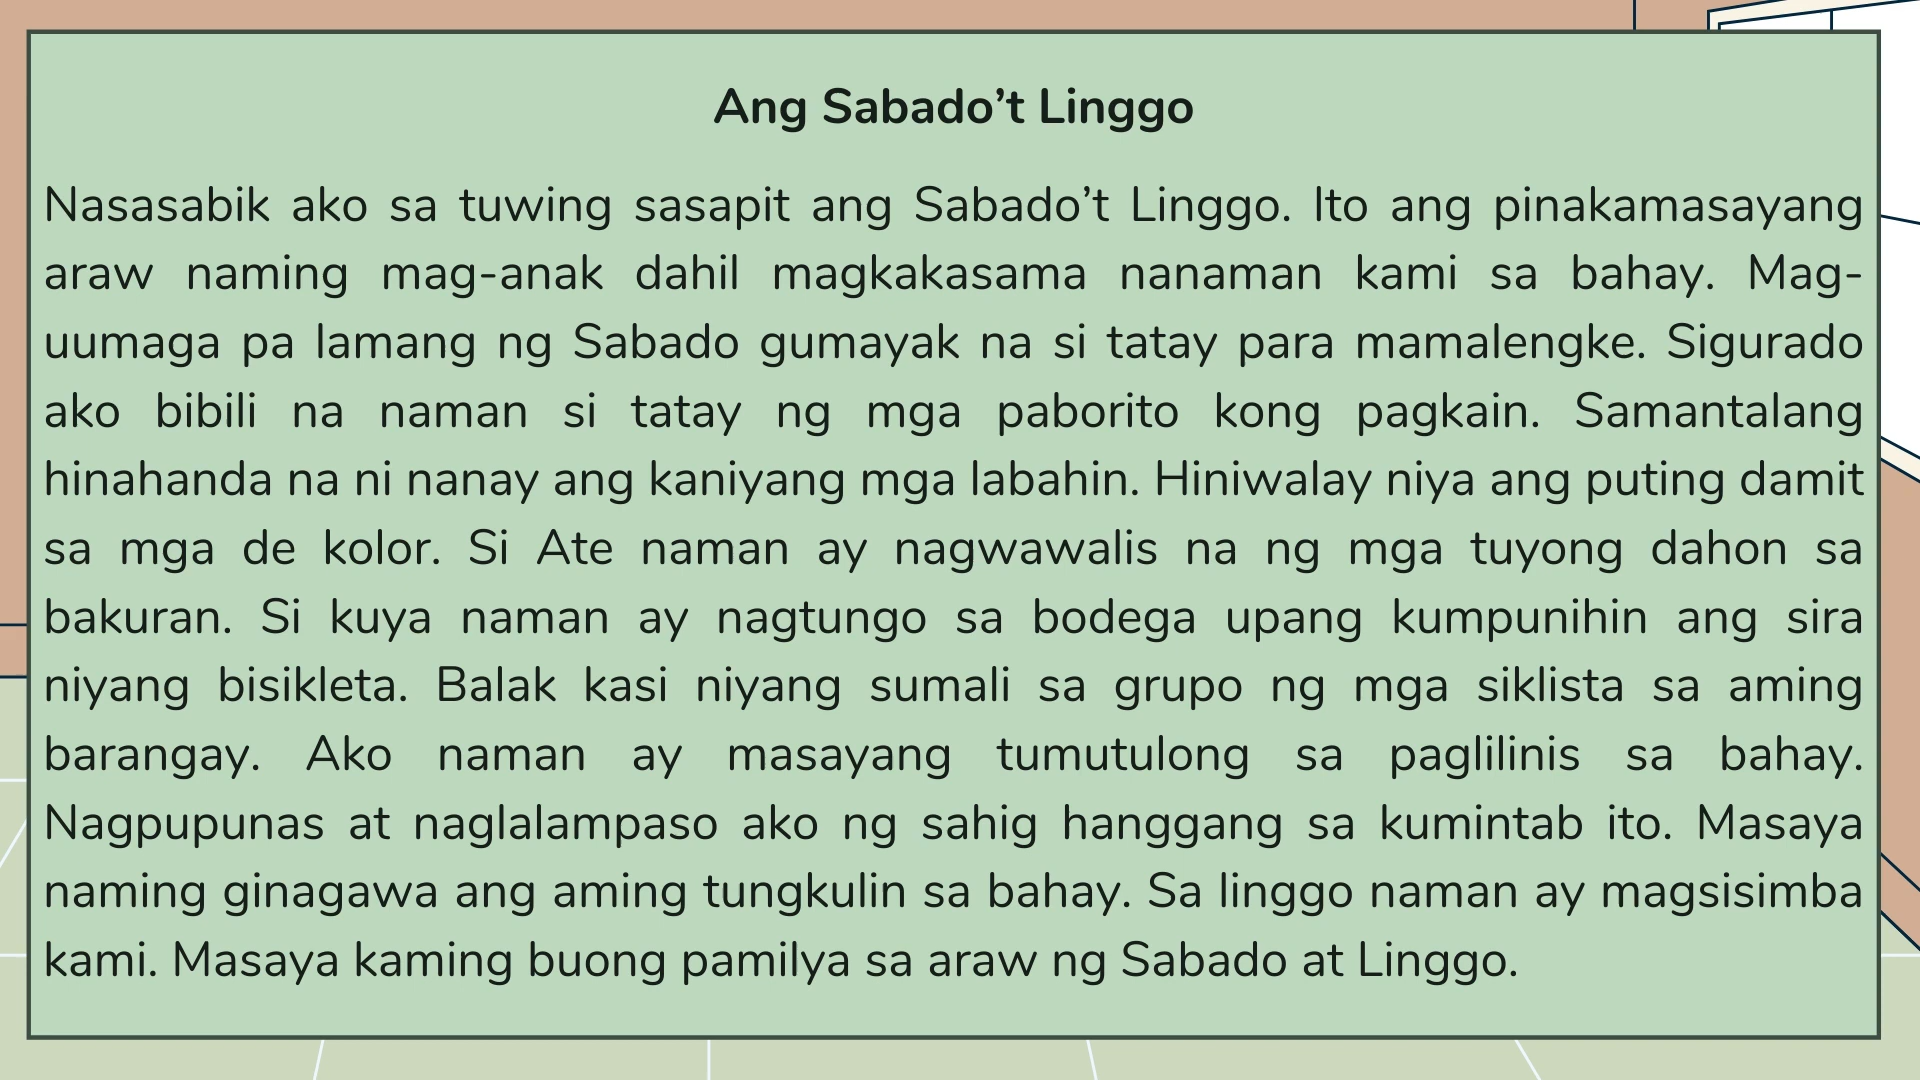 Ang Sabado’t Linggo
Nasasabik ako sa tuwing sasapit ang Sabado’t Linggo. Ito ang pinakamasayang
araw naming mag-anak dahil magkakasama nanaman kami sa bahay. Mag-
uumaga pa lamang ng Sabado gumayak na si tatay para mamalengke. Sigurado
ako bibili na naman si tatay ng mga paborito kong pagkain. Samantalang
hinahanda na ni nanay ang kaniyang mga labahin. Hiniwalay niya ang puting damit
sa mga de kolor. Si Ate naman ay nagwawalis na ng mga tuyong dahon sa
bakuran. Si kuya naman ay nagtungo sa bodega upang kumpunihin ang sira
niyang bisikleta. Balak kasi niyang sumali sa grupo ng mga siklista sa aming
barangay. Ako naman ay masayang tumutulong sa paglilinis sa bahay.
Nagpupunas at naglalampaso ako ng sahig hanggang sa kumintab ito. Masaya
naming ginagawa ang aming tungkulin sa bahay. Sa linggo naman ay magsisimba
kami. Masaya kaming buong pamilya sa araw ng Sabado at Linggo.